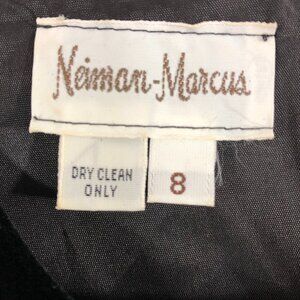 Neiman-Marcus
DRY CLEAN
ONLY
8